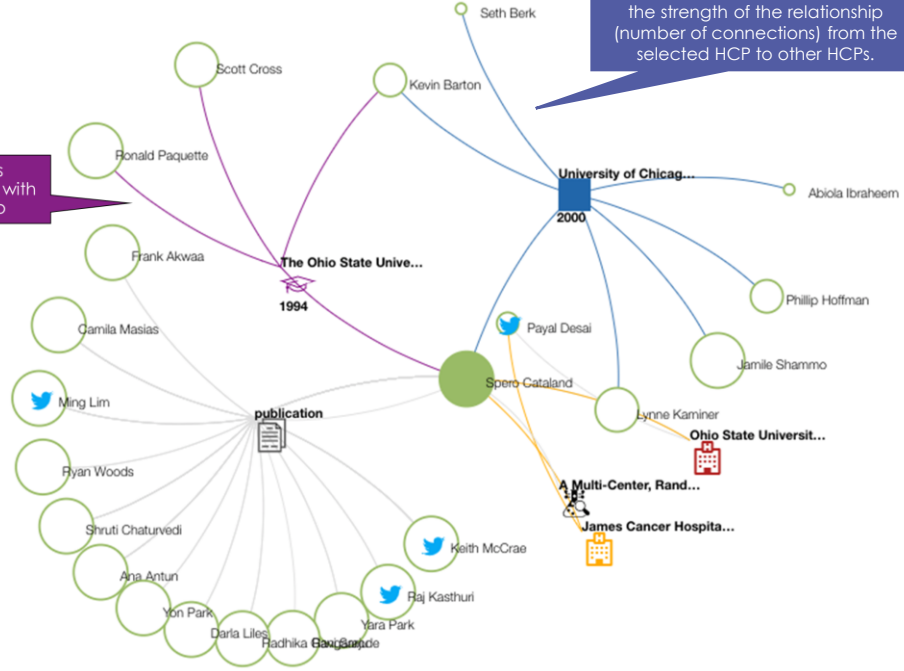 the strength of the relationship
(number of connections) from the
selected HCP to other HCPs.
Seth Berk
Scott Cross
Kevin Barton
Ronald Paquette
s
with
o
University of Chicag...
2000
Abiola Ibraheem
Frank Akwaa
The Ohio State Unive...
1994
Phillip Hoffman
Camila Masias
Payal Desai
Jamile Shammo
Spero Cataland
Ming Lim
publication
Lynne Kaminer
Ohio State Universit...
Ryan Woods
A Multi-Center, Rand...
Shruti Chaturvedi
James Cancer Hospita...
Keith McCrae
Ana Antun
Raj Kasthuri
Yon Park
Yara Park
Darla Liles
Radhika